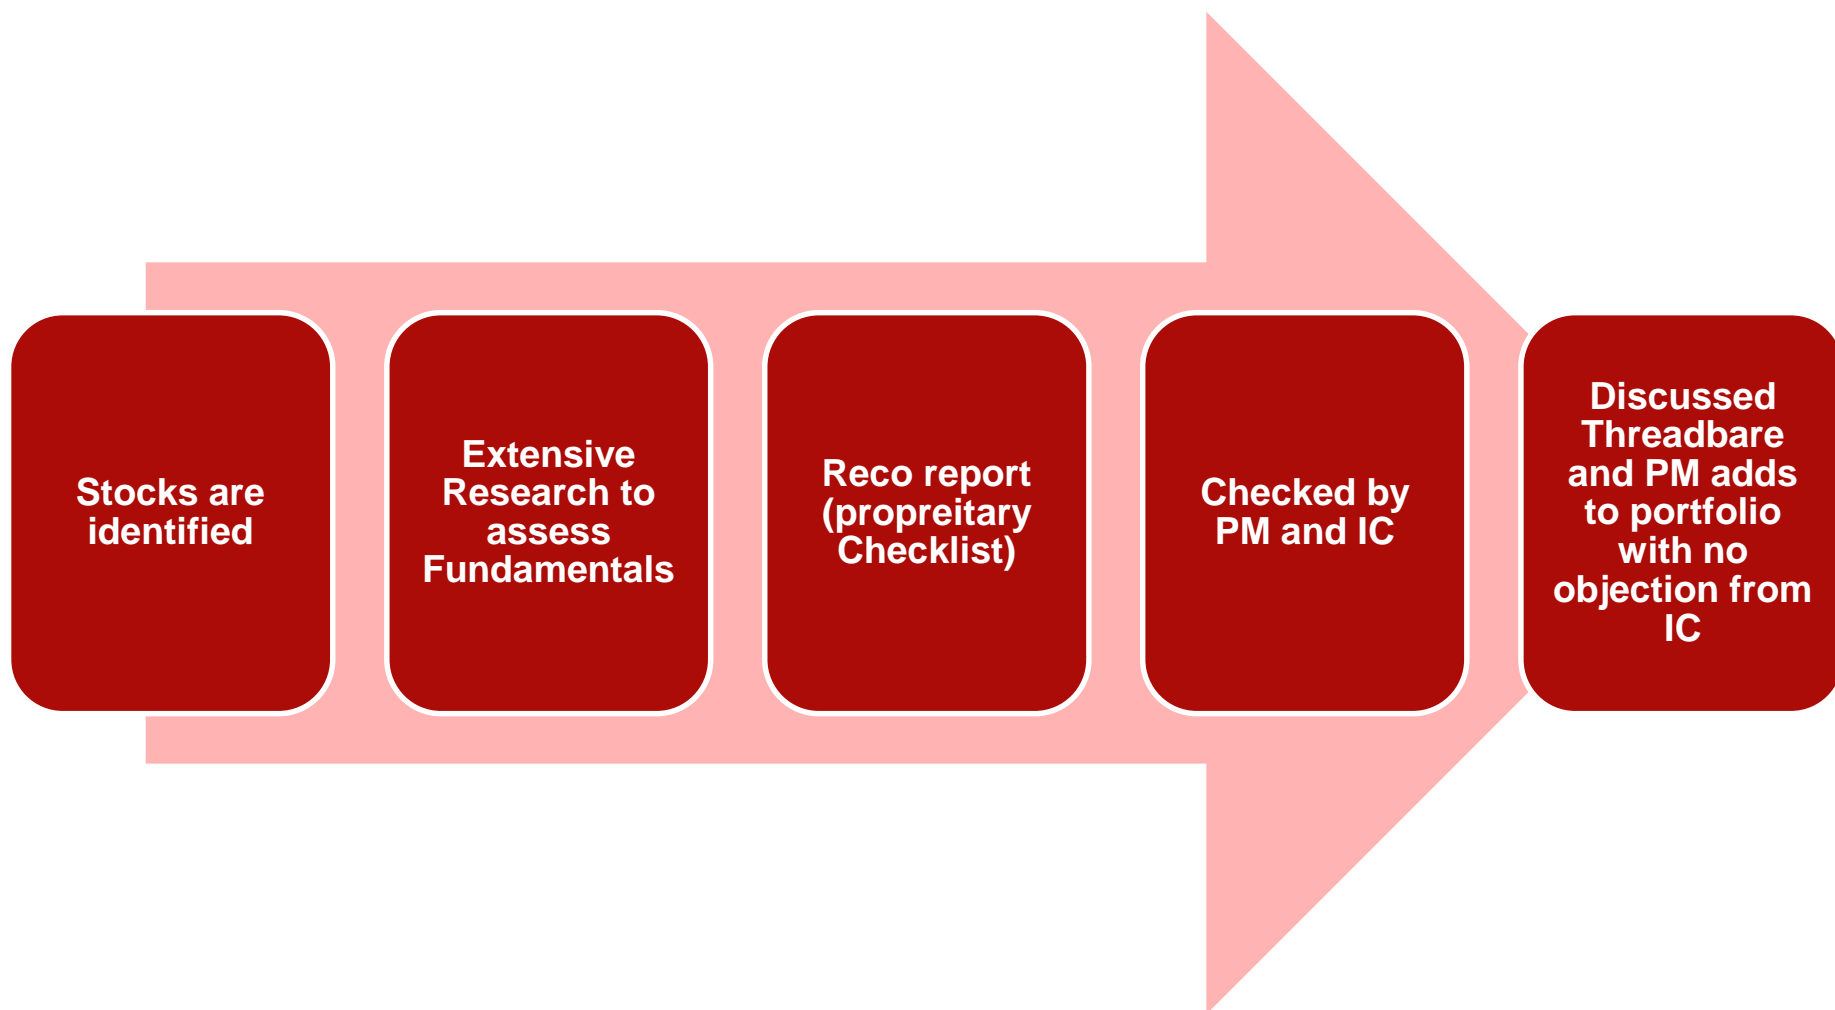 Stocks are
identified
Extensive
Research to
assess
Fundamentals
Reco report
(propreitary
Checklist)
Checked by
PM and IC
Discussed
Threadbare
and PM adds
to portfolio
with no
objection from
IC